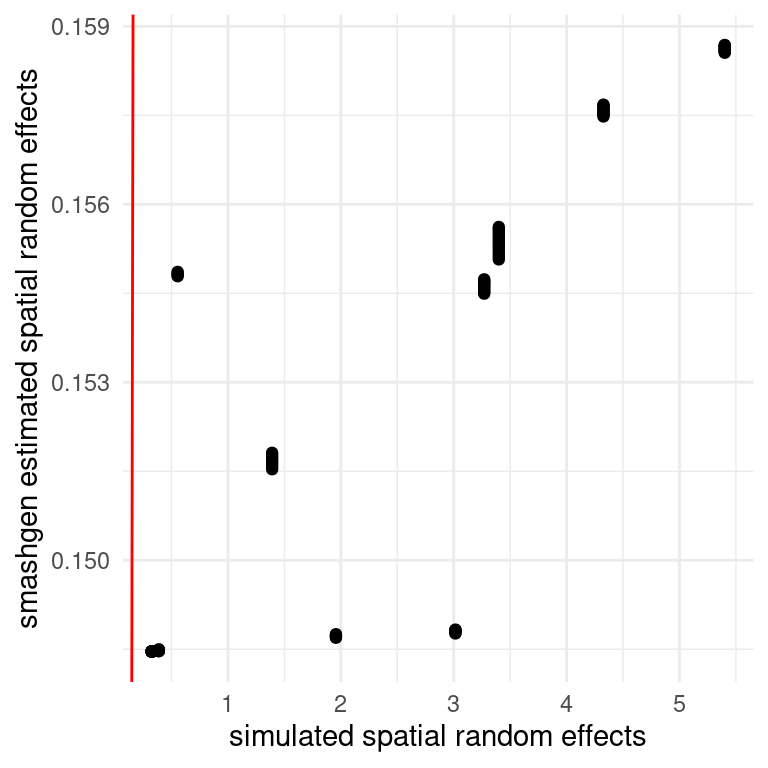 smashgen estimated spatial random effects
0.159
0.156
0.153
0.150
1 2 3 4 5
simulated spatial random effects